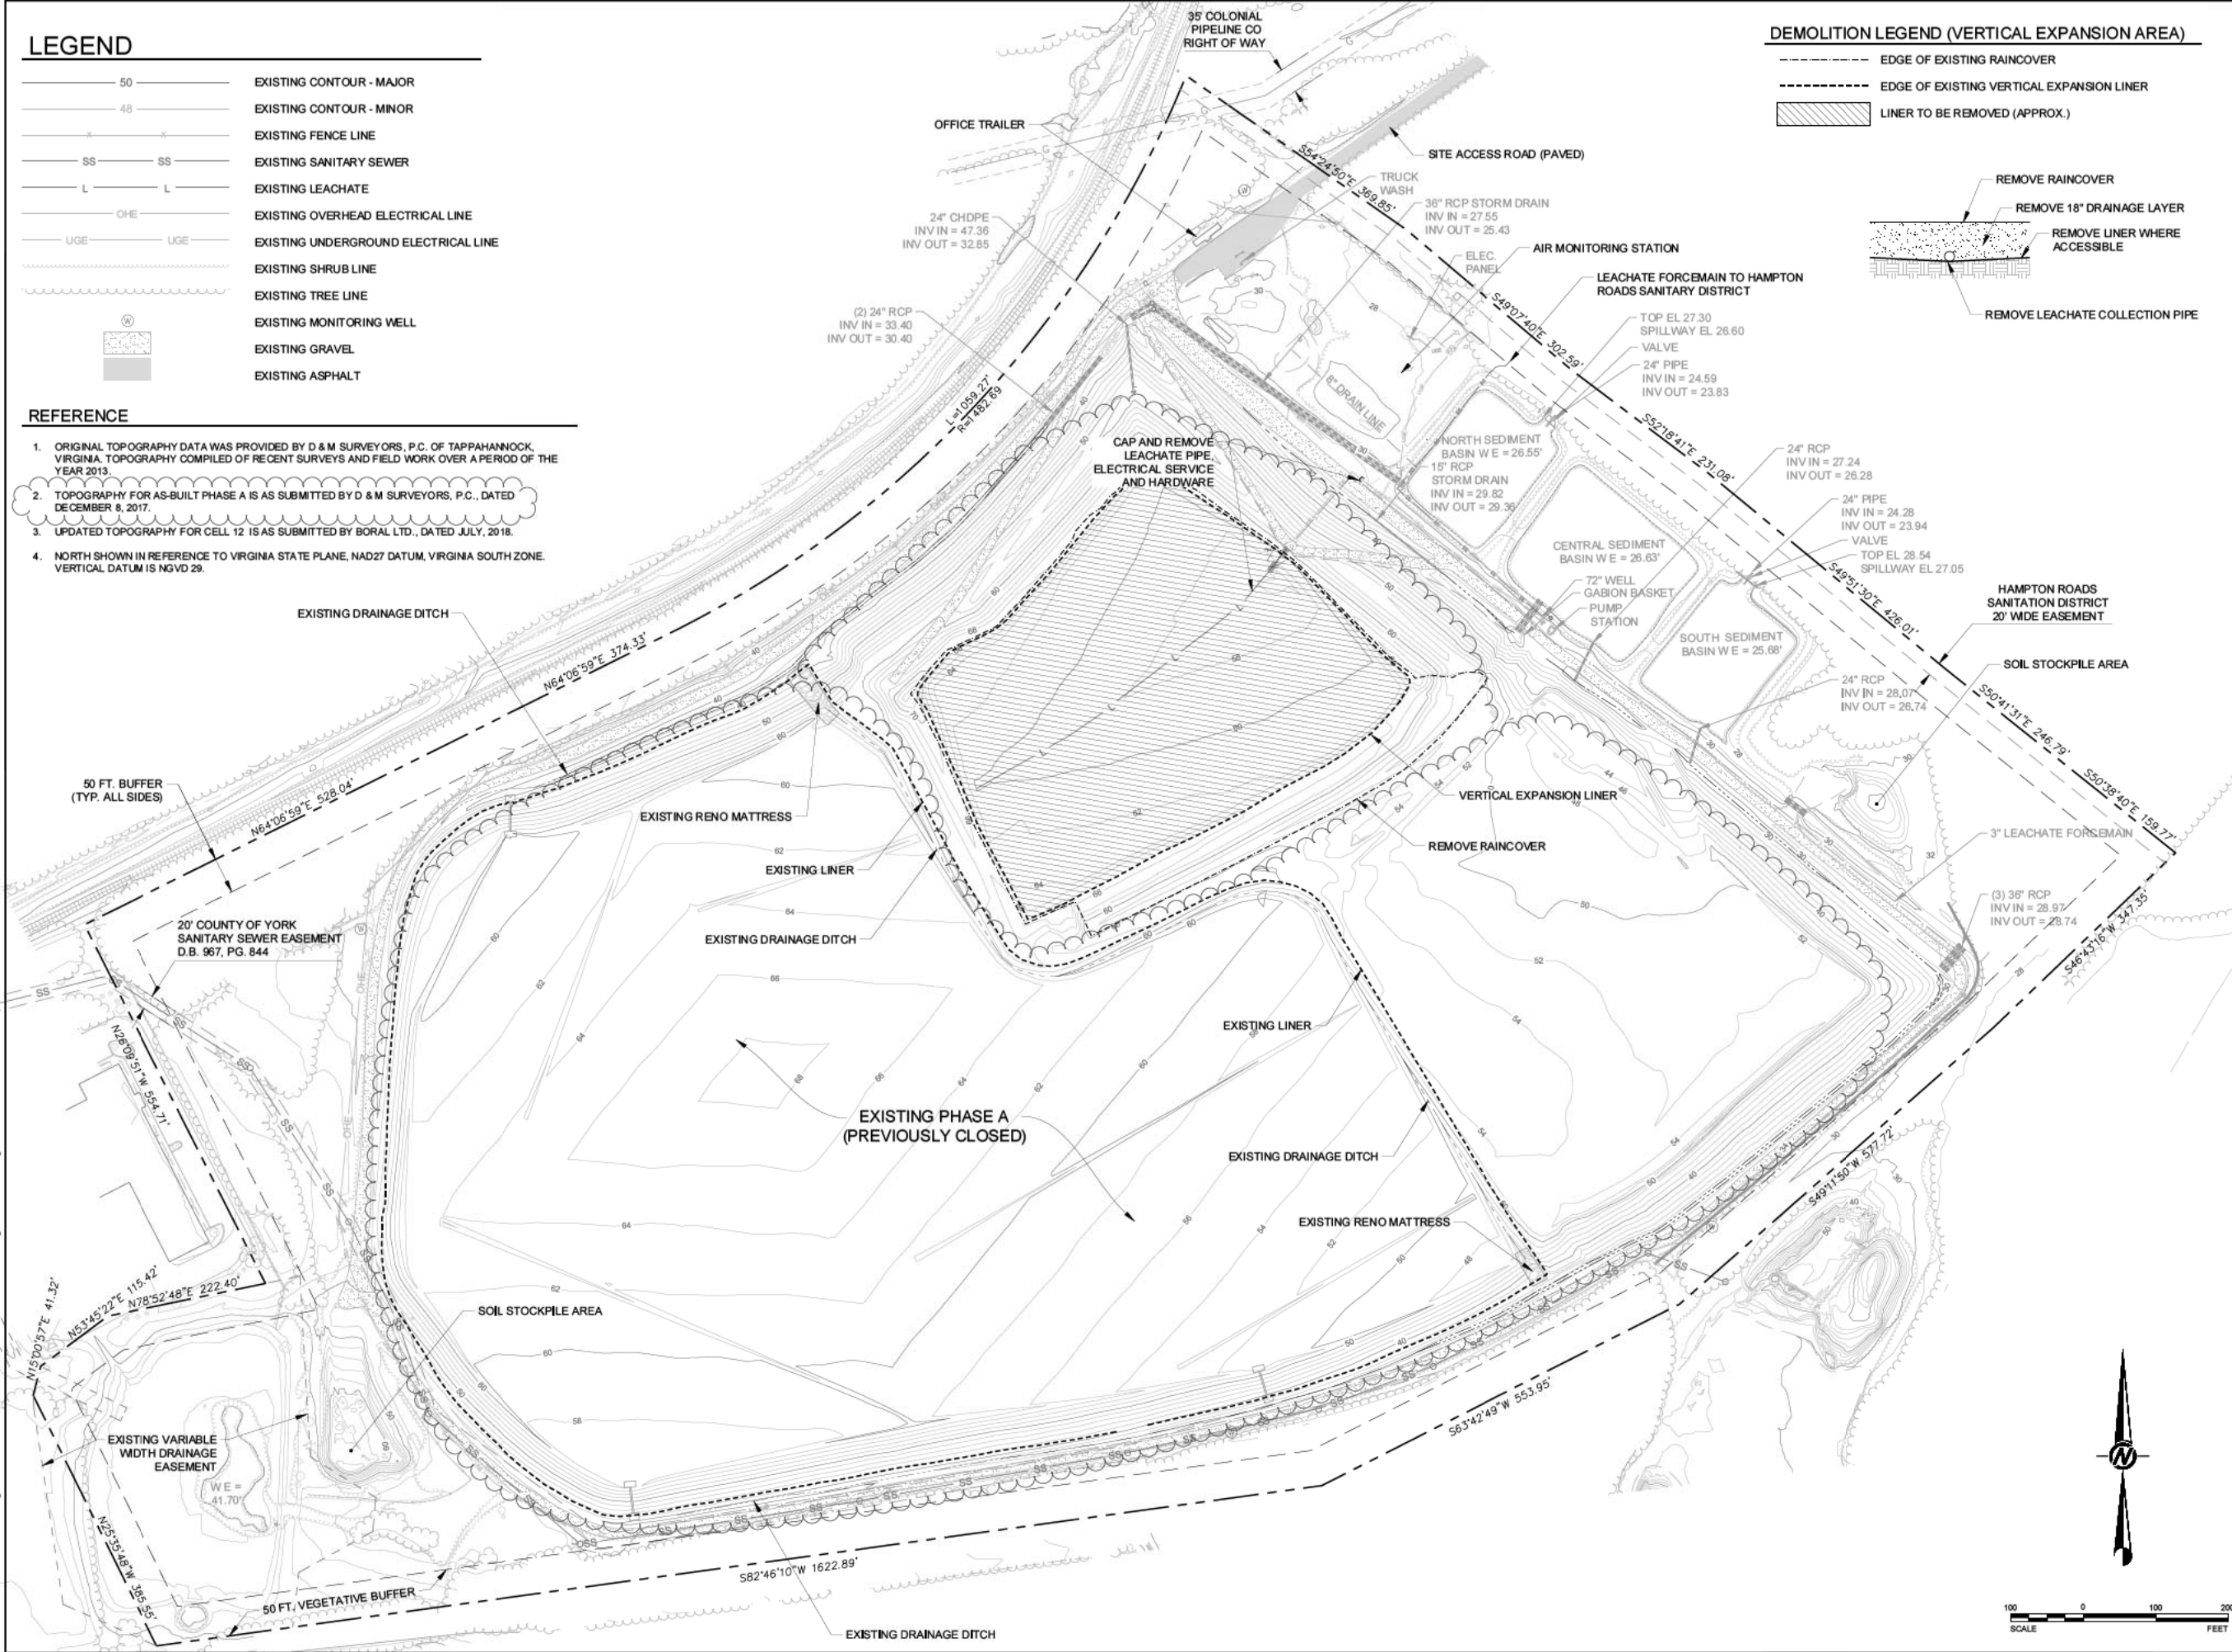 LEGEND
50
EXISTING CONTOUR - MAJOR
48
EXISTING CONTOUR - MINOR
X X
EXISTING FENCE LINE
SS SS
EXISTING SANITARY SEWER
L L
EXISTING LEACHATE
OHE
EXISTING OVERHEAD ELECTRICAL LINE
UGE UGE
EXISTING UNDERGROUND ELECTRICAL LINE
EXISTING SHRUB LINE
EXISTING TREE LINE
W
EXISTING MONITORING WELL
EXISTING GRAVEL
EXISTING ASPHALT
REFERENCE
1. ORIGINAL TOPOGRAPHY DATA WAS PROVIDED BY D & M SURVEYORS, P.C. OF TAPPAHANNOCK,
VIRGINIA. TOPOGRAPHY COMPILED OF RECENT SURVEYS AND FIELD WORK OVER A PERIOD OF THE
YEAR 2013.
2. TOPOGRAPHY FOR AS-BUILT PHASE A IS AS SUBMITTED BY D & M SURVEYORS, P.C., DATED
DECEMBER 8, 2017.
3. UPDATED TOPOGRAPHY FOR CELL 12 IS AS SUBMITTED BY BORAL LTD., DATED JULY, 2018.
4. NORTH SHOWN IN REFERENCE TO VIRGINIA STATE PLANE, NAD27 DATUM, VIRGINIA SOUTH ZONE.
VERTICAL DATUM IS NGVD 29.
DEMOLITION LEGEND (VERTICAL EXPANSION AREA)
EDGE OF EXISTING RAINCOVER
EDGE OF EXISTING VERTICAL EXPANSION LINER
LINER TO BE REMOVED (APPROX.)
REMOVE RAINCOVER
REMOVE 18" DRAINAGE LAYER
REMOVE LINER WHERE
ACCESSIBLE
REMOVE LEACHATE COLLECTION PIPE
35' COLONIAL
PIPELINE CO
RIGHT OF WAY
OFFICE TRAILER
SITE ACCESS ROAD (PAVED)
S54°24'50"E 369.85'
TRUCK
WASH
24" CHDPE
INV IN = 47.36
INV OUT = 32.85
36" RCP STORM DRAIN
INV IN = 27.55
INV OUT = 25.43
AIR MONITORING STATION
ELEC.
PANEL
LEACHATE FORCEMAIN TO HAMPTON
ROADS SANITARY DISTRICT
S49°07'40"E 302.59'
(2) 24" RCP
INV IN = 33.40
INV OUT = 30.40
TOP EL 27.30
SPILLWAY EL 26.60
VALVE
24" PIPE
INV IN = 24.59
INV OUT = 23.83
L=1059.27'
R=1482.69
8" DRAIN LINE
S52°18'41"E 231.08'
CAP AND REMOVE
LEACHATE PIPE,
ELECTRICAL SERVICE
AND HARDWARE
NORTH SEDIMENT
BASIN W E = 26.55'
15" RCP
STORM DRAIN
INV IN = 29.82
INV OUT = 29.36
24" RCP
INV IN = 27.24
INV OUT = 26.28
24" PIPE
INV IN = 24.28
INV OUT = 23.94
VALVE
TOP EL 28.54
SPILLWAY EL 27.05
CENTRAL SEDIMENT
BASIN W E = 26.63'
72" WELL
GABION BASKET
PUMP
STATION
S49°51'30"E 426.01'
HAMPTON ROADS
SANITATION DISTRICT
20' WIDE EASEMENT
SOUTH SEDIMENT
BASIN W E = 25.68'
SOIL STOCKPILE AREA
24" RCP
INV IN = 28.07
INV OUT = 26.74
S50°41'31"E 246.79'
S50°38'40"E 159.77'
EXISTING DRAINAGE DITCH
N64°06'59"E 374.33'
50 FT. BUFFER
(TYP. ALL SIDES)
N64°06'59"E 528.04'
EXISTING RENO MATTRESS
VERTICAL EXPANSION LINER
REMOVE RAINCOVER
3" LEACHATE FORCEMAIN
EXISTING LINER
(3) 36" RCP
INV IN = 28.97
INV OUT = 28.74
S46°43'16"W 347.35'
20' COUNTY OF YORK
SANITARY SEWER EASEMENT
D.B. 967, PG. 844
EXISTING DRAINAGE DITCH
N26°09'51"W 554.71'
EXISTING LINER
EXISTING PHASE A
(PREVIOUSLY CLOSED)
EXISTING DRAINAGE DITCH
S49°11'50"W 577.72'
EXISTING RENO MATTRESS
N15°00'57"E 41.32'
N53°45'22"E 115.42'
N78°52'48"E 222.40'
SOIL STOCKPILE AREA
EXISTING VARIABLE
WIDTH DRAINAGE
EASEMENT
W E =
41.70'
S63°42'49"W 553.95'
N25°35'48"W 385.55'
S82°46'10"W 1622.89'
50 FT. VEGETATIVE BUFFER
EXISTING DRAINAGE DITCH
N
100 0 100 200
SCALE FEET